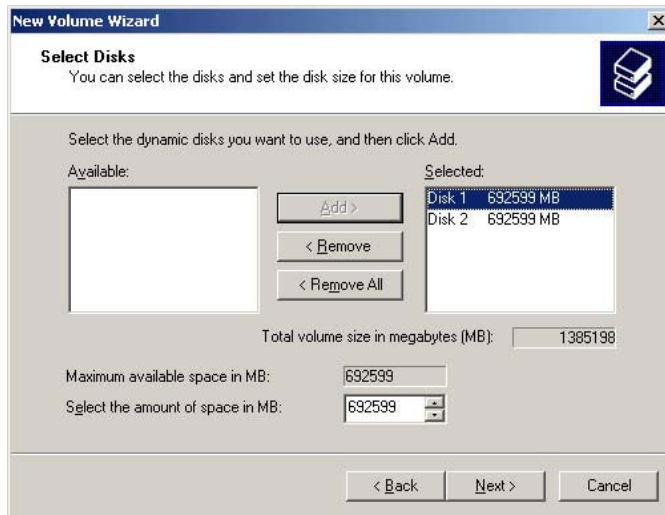 New Volume Wizard
Select Disks
You can select the disks and set the disk size for this volume.
Select the dynamic disks you want to use, and then click Add.
Available:
Selected:
Add >
< Remove
< Remove All
Disk 1 692599 MB
Disk 2 692599 MB
Total volume size in megabytes (MB): 1385198
Maximum available space in MB: 692599
Select the amount of space in MB: 692599
< Back Next > Cancel